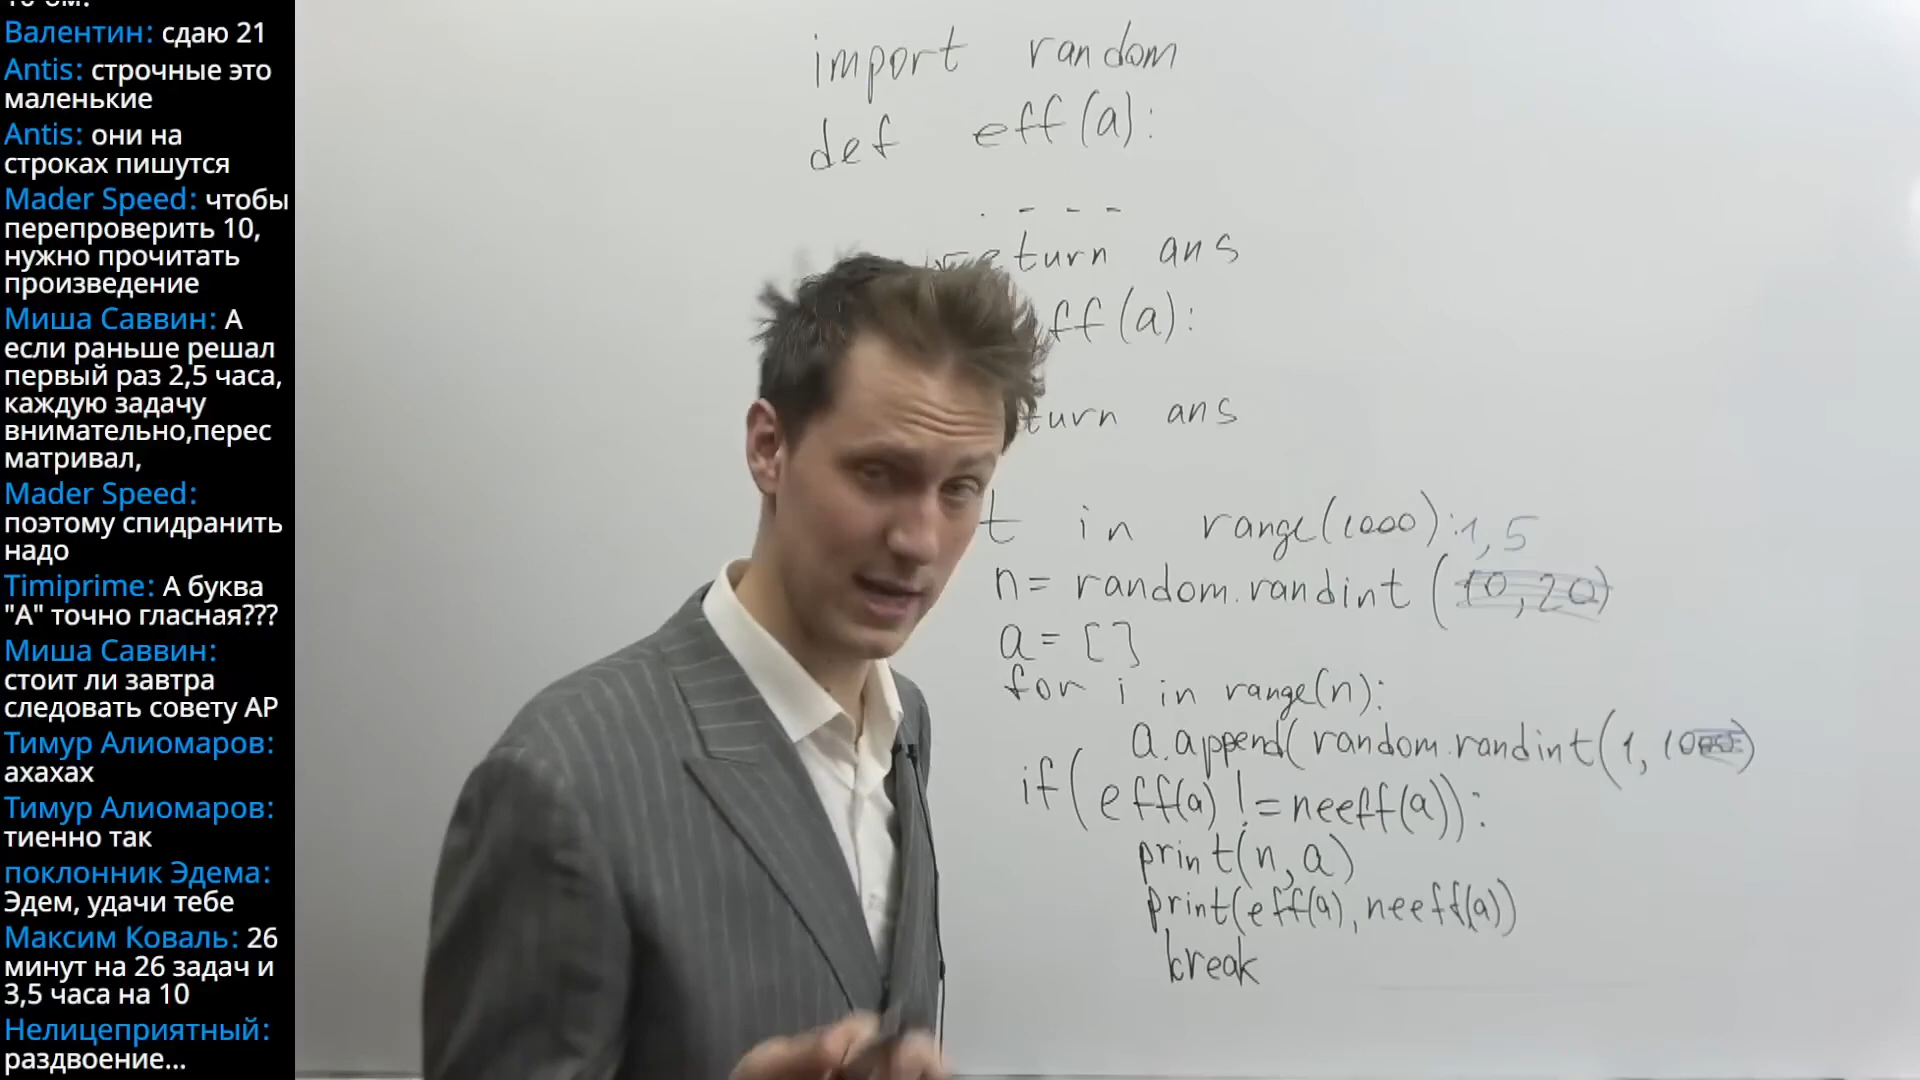 Валентин: сдаю 21
Antis: строчные это
маленькие
Antis: они на
строках пишутся
Mader Speed: чтобы
перепроверить 10,
нужно прочитать
произведение
Миша Саввин: А
если раньше решал
первый раз 2,5 часа,
каждую задачу
внимательно,перес
матривал,
Mader Speed:
поэтому спидранить
надо
Timiprime: А буква
"А" точно гласная???
Миша Саввин:
стоит ли завтра
следовать совету АР
Тимур Алиомаров:
ахахах
Тимур Алиомаров:
тиенно так
поклонник Эдема:
Эдем, удачи тебе
Максим Коваль: 26
минут на 26 задач и
3,5 часа на 10
Нелицеприятный:
раздвоение...
import random
def eff(a):
. - - -
return ans
ff(a):
turn ans
t in range(1000):
1,5
n= random.randint (10,20)
a= []
for i in range(n):
a.append(random.randint(1, 10
if(eff(a) != neeff(a)):
print(n,a)
print(eff(a), neeff(a))
break